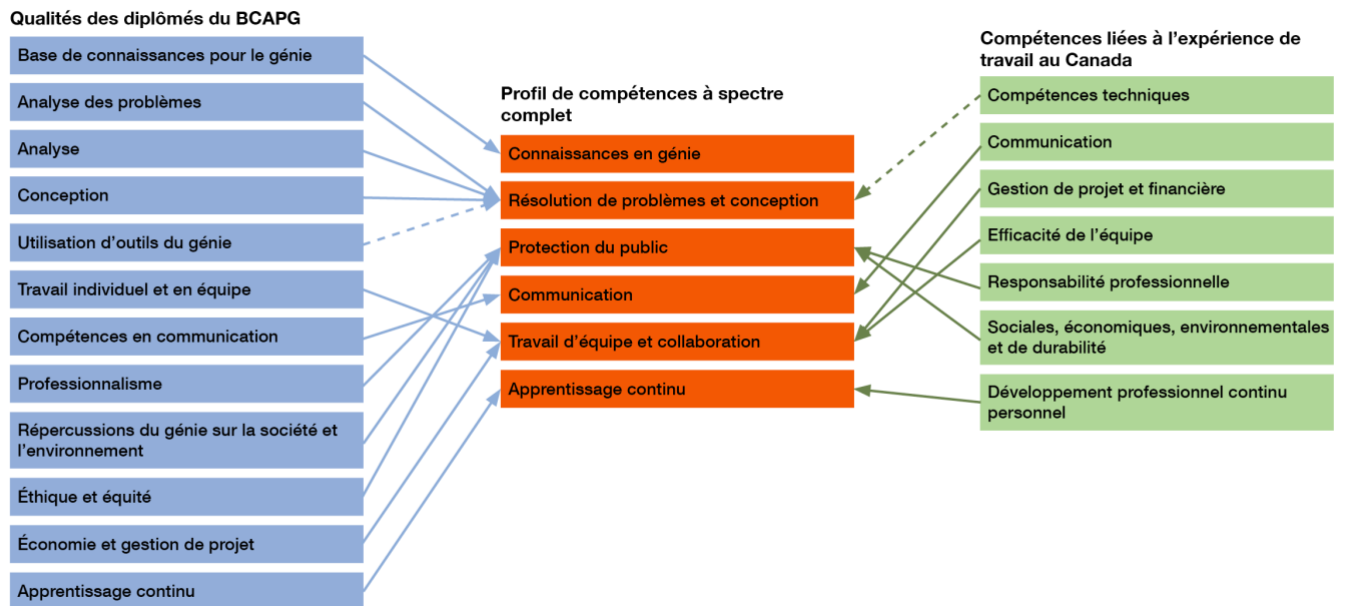 Qualités des diplômés du BCAPG
Base de connaissances pour le génie
Analyse des problèmes
Analyse
Conception
Utilisation d’outils du génie
Travail individuel et en équipe
Compétences en communication
Professionnalisme
Répercussions du génie sur la société et
l’environnement
Éthique et équité
Économie et gestion de projet
Apprentissage continu
Profil de compétences à spectre
complet
Connaissances en génie
Résolution de problèmes et conception
Protection du public
Communication
Travail d’équipe et collaboration
Apprentissage continu
Compétences liées à l’expérience de
travail au Canada
Compétences techniques
Communication
Gestion de projet et financière
Efficacité de l’équipe
Responsabilité professionnelle
Sociales, économiques, environnementales
et de durabilité
Développement professionnel continu
personnel